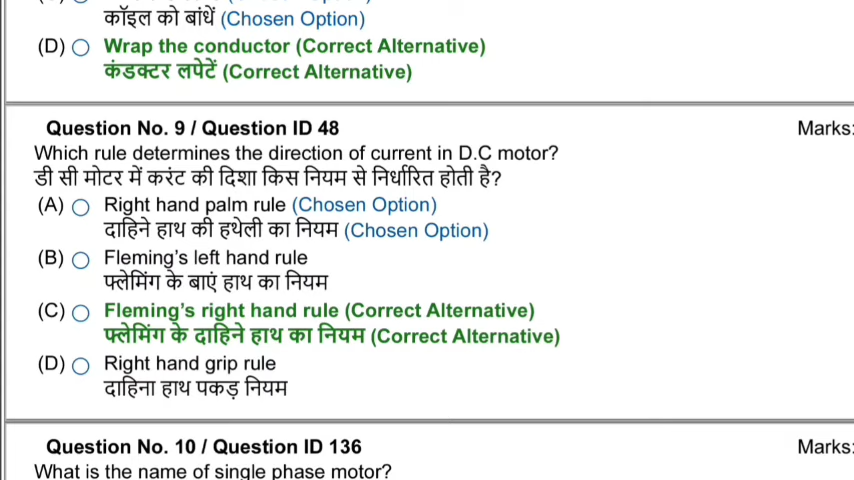 कॉइल को बांधें (Chosen Option)
(D) Wrap the conductor (Correct Alternative)
कंडक्टर लपेटें (Correct Alternative)
Question No. 9 / Question ID 48
Marks:
Which rule determines the direction of current in D.C motor?
डी सी मोटर में करंट की दिशा किस नियम से निर्धारित होती है?
(A) Right hand palm rule (Chosen Option)
दाहिने हाथ की हथेली का नियम (Chosen Option)
(B) Fleming's left hand rule
फ्लेमिंग के बाएं हाथ का नियम
(C) Fleming's right hand rule (Correct Alternative)
फ्लेमिंग के दाहिने हाथ का नियम (Correct Alternative)
(D) Right hand grip rule
दाहिना हाथ पकड़ नियम
Question No. 10 / Question ID 136
Marks:
What is the name of single phase motor?